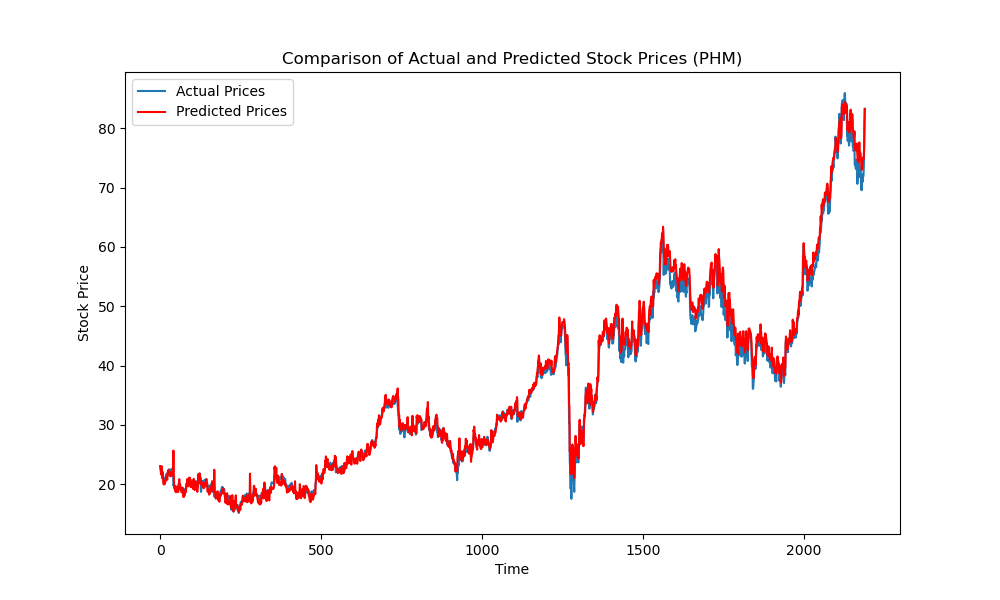 Comparison of Actual and Predicted Stock Prices (PHM)
Actual Prices
Predicted Prices
Stock Price
80
70
60
50
40
30
20
0 500 1000 1500 2000
Time